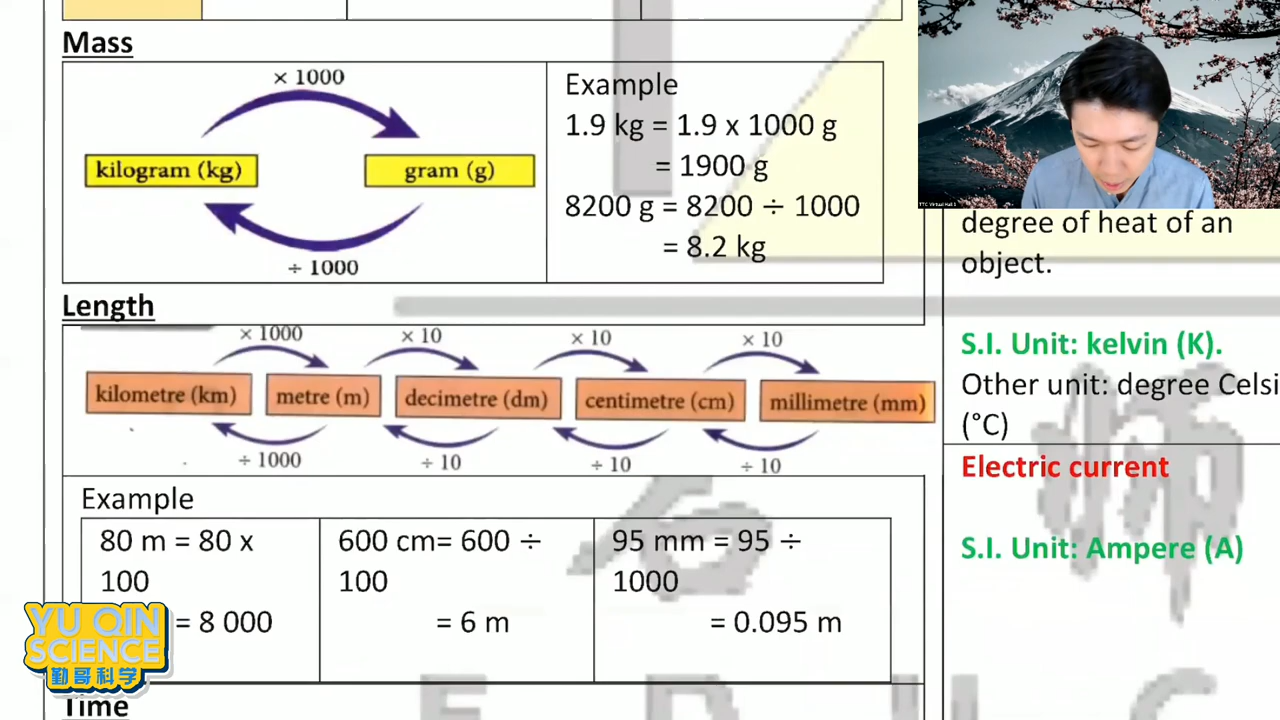 Mass
× 1000
kilogram (kg)
gram (g)
÷ 1000
Example
1.9 kg = 1.9 x 1000 g
= 1900 g
8200 g = 8200 ÷ 1000
= 8.2 kg
Length
× 1000
× 10
× 10
× 10
kilometre (km)
metre (m)
decimetre (dm)
centimetre (cm)
millimetre (mm)
÷ 1000
÷ 10
÷ 10
÷ 10
Example
80 m = 80 x
100
= 8 000
600 cm= 600 ÷
100
= 6 m
95 mm = 95 ÷
1000
= 0.095 m
Time
degree of heat of an
object.
S.I. Unit: kelvin (K).
Other unit: degree Celsi
(°C)
Electric current
S.I. Unit: Ampere (A)
YU QIN
SCIENCE
勤哥科学